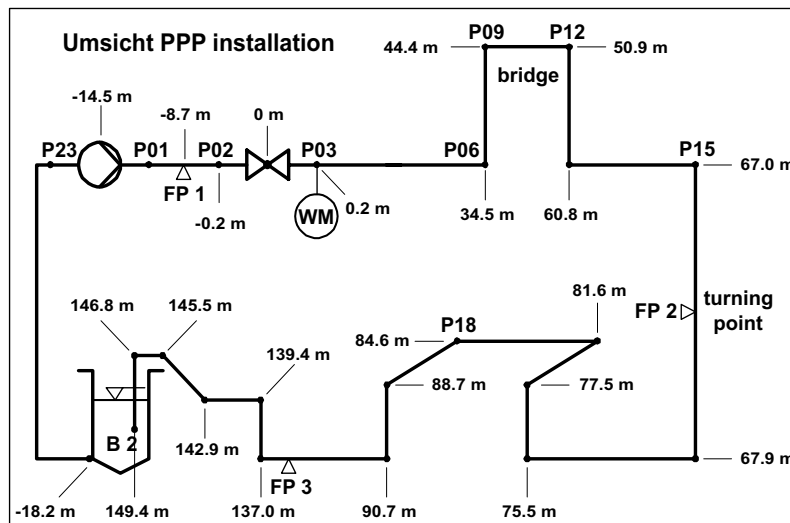 Umsicht PPP installation
44.4 m
P09
P12
50.9 m
bridge
-14.5 m
-8.7 m
0 m
P23
P01
P02
P03
P06
P15
67.0 m
FP 1
-0.2 m
WM
0.2 m
34.5 m
60.8 m
81.6 m
146.8 m
145.5 m
FP 2
turning
point
139.4 m
84.6 m
P18
88.7 m
77.5 m
B 2
142.9 m
67.9 m
FP 3
-18.2 m
149.4 m
137.0 m
90.7 m
75.5 m